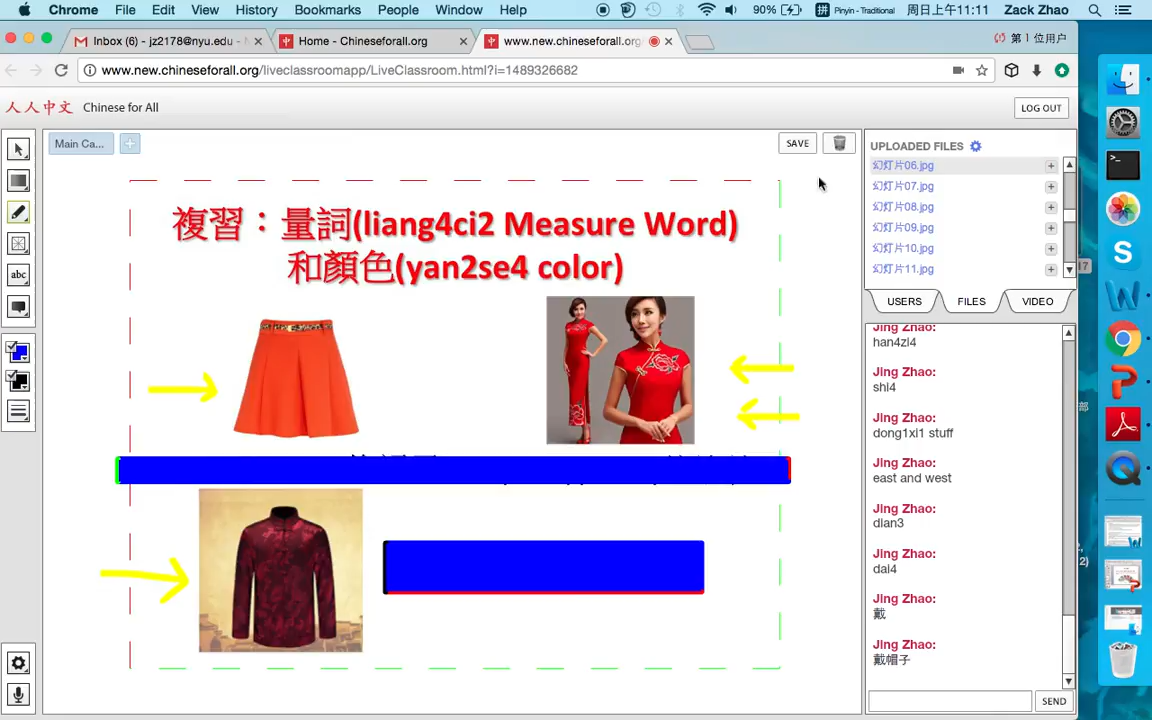 Chrome File Edit View History Bookmarks People Window Help 90% Pinyin - Traditional 周日上午11:11 Zack Zhao
Inbox (6) - jz2178@nyu.edu -
Home - Chineseforall.org
www.new.chineseforall.org
第 1 位用户
www.new.chineseforall.org/liveclassroomapp/LiveClassroom.html?i=1489326682
人人中文 Chinese for All
LOG OUT
Main Ca...
SAVE
abc
複習：量詞(liang4ci2 Measure Word)
和顏色(yan2se4 color)
UPLOADED FILES
幻灯片06.jpg
幻灯片07.jpg
幻灯片08.jpg
幻灯片09.jpg
幻灯片10.jpg
幻灯片11.jpg
USERS FILES VIDEO
Jing Zhao:
han4zi4
Jing Zhao:
shi4
Jing Zhao:
dong1xi1 stuff
Jing Zhao:
east and west
Jing Zhao:
dian3
Jing Zhao:
dai4
Jing Zhao:
戴
Jing Zhao:
戴帽子
SEND